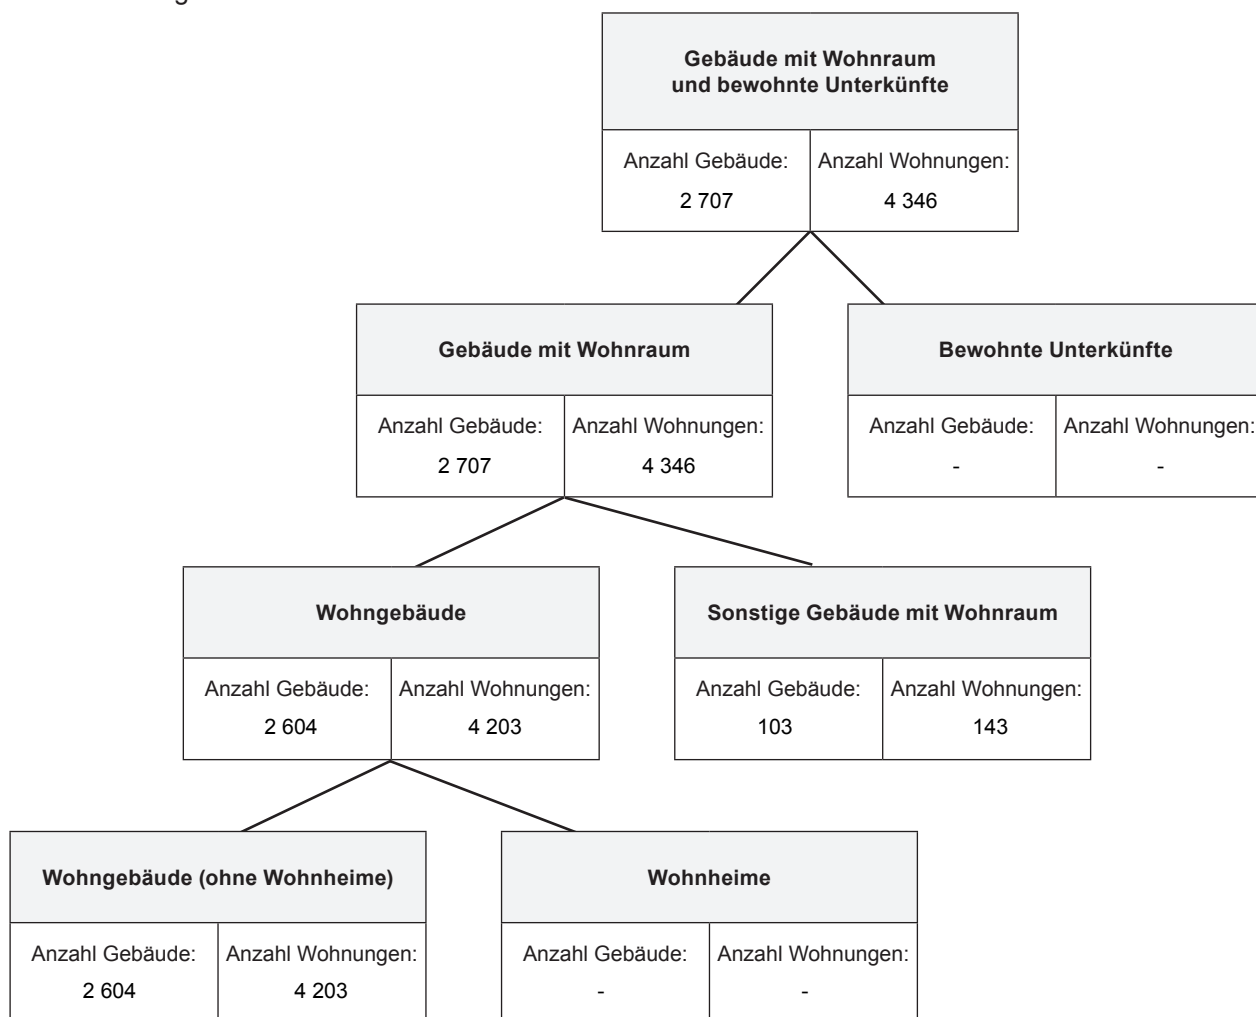 Gebäude mit Wohnraum
und bewohnte Unterkünfte
Anzahl Gebäude: Anzahl Wohnungen:
2 707 4 346
Gebäude mit Wohnraum
Anzahl Gebäude: Anzahl Wohnungen:
2 707 4 346
Bewohnte Unterkünfte
Anzahl Gebäude: Anzahl Wohnungen:
- -
Wohngebäude
Anzahl Gebäude: Anzahl Wohnungen:
2 604 4 203
Sonstige Gebäude mit Wohnraum
Anzahl Gebäude: Anzahl Wohnungen:
103 143
Wohngebäude (ohne Wohnheime)
Anzahl Gebäude: Anzahl Wohnungen:
2 604 4 203
Wohnheime
Anzahl Gebäude: Anzahl Wohnungen:
- -